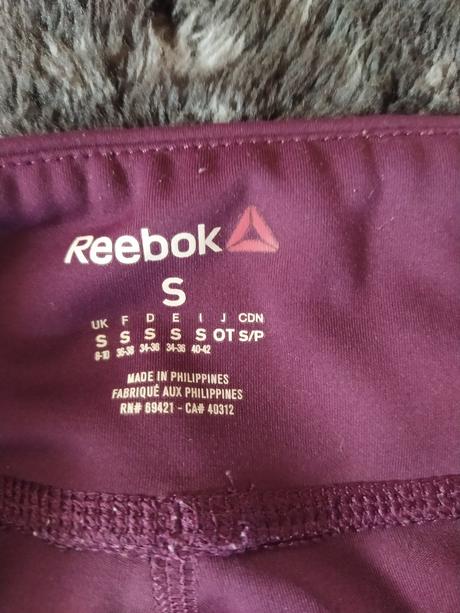 Reebok
S
UK F D E I J CDN
S S S S S OT S/P
8-10 36-38 34-36 34-36 40-42
MADE IN PHILIPPINES
FABRIQUÉ AUX PHILIPPINES
RN# 69421 - CA# 40312